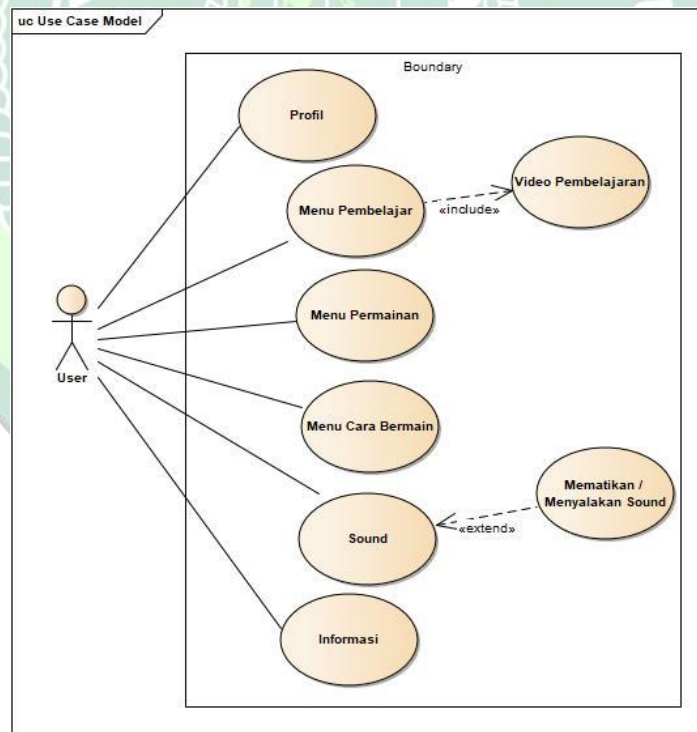 uc Use Case Model
Boundary
Profil
Video Pembelajaran
Menu Pembelajar
«include»
Menu Permainan
User
Menu Cara Bermain
Mematikan /
Menyalakan Sound
Sound
«extend»
Informasi